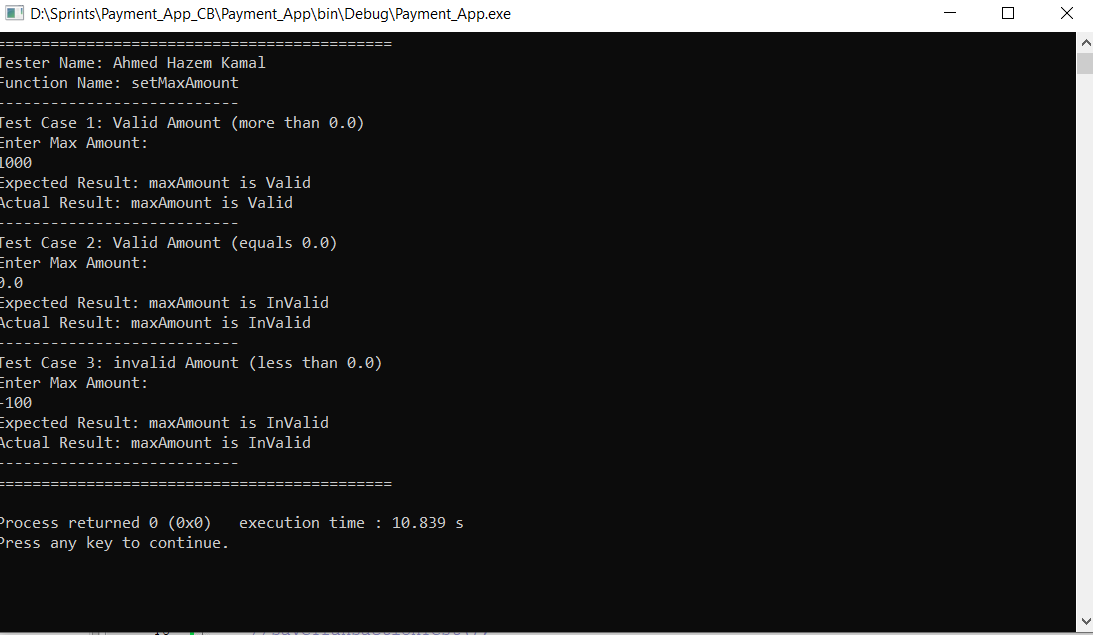 D:\Sprints\Payment_App_CB\Payment_App\bin\Debug\Payment_App.exe
============================================
Tester Name: Ahmed Hazem Kamal
Function Name: setMaxAmount
---------------------------
Test Case 1: Valid Amount (more than 0.0)
Enter Max Amount:
1000
Expected Result: maxAmount is Valid
Actual Result: maxAmount is Valid
---------------------------
Test Case 2: Valid Amount (equals 0.0)
Enter Max Amount:
0.0
Expected Result: maxAmount is InValid
Actual Result: maxAmount is InValid
---------------------------
Test Case 3: invalid Amount (less than 0.0)
Enter Max Amount:
-100
Expected Result: maxAmount is InValid
Actual Result: maxAmount is InValid
---------------------------
============================================
Process returned 0 (0x0)   execution time : 10.839 s
Press any key to continue.